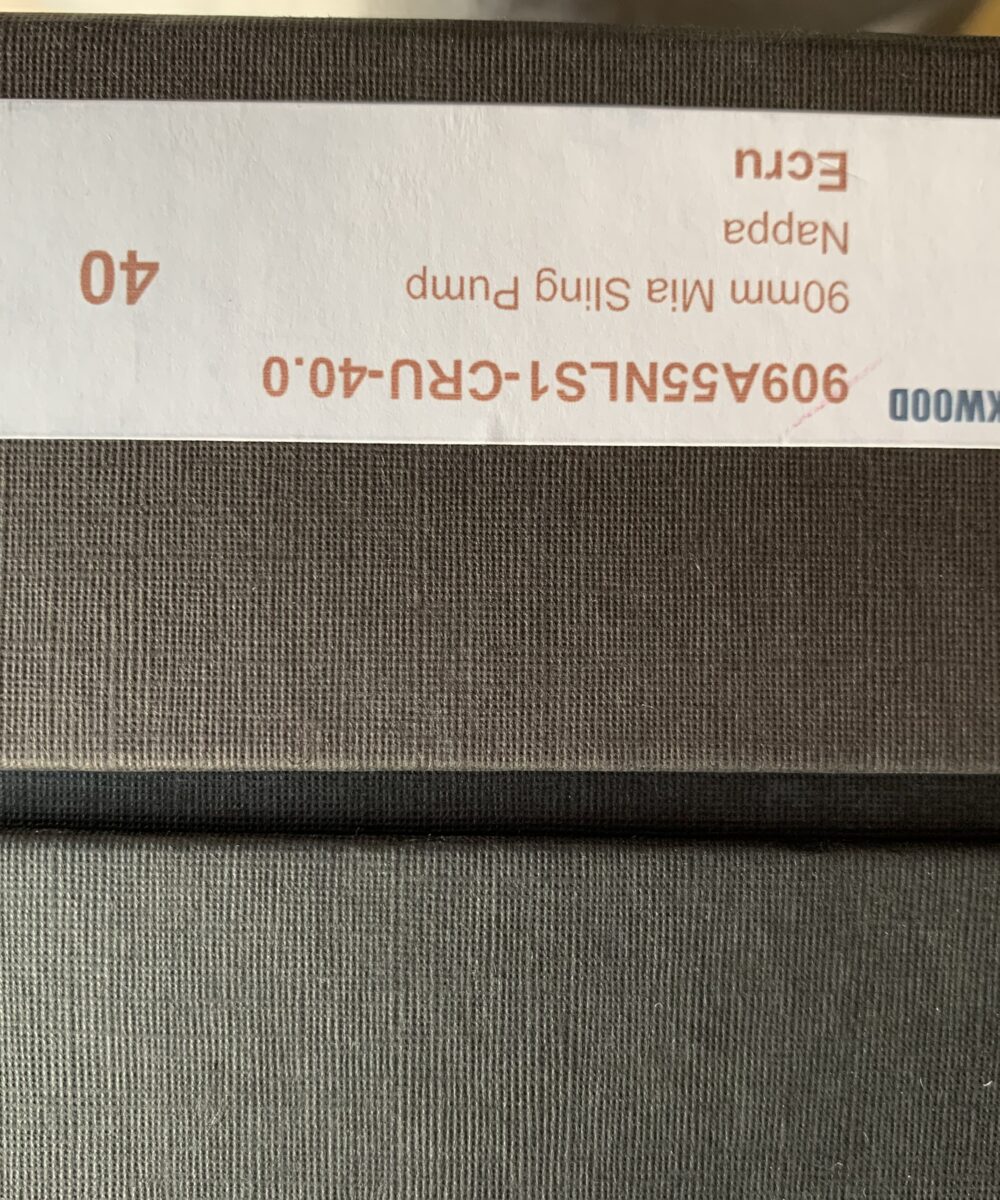 909A55NLS1-CRU-40.0
90mm Mia Sling Pump
Nappa
Ecru
40